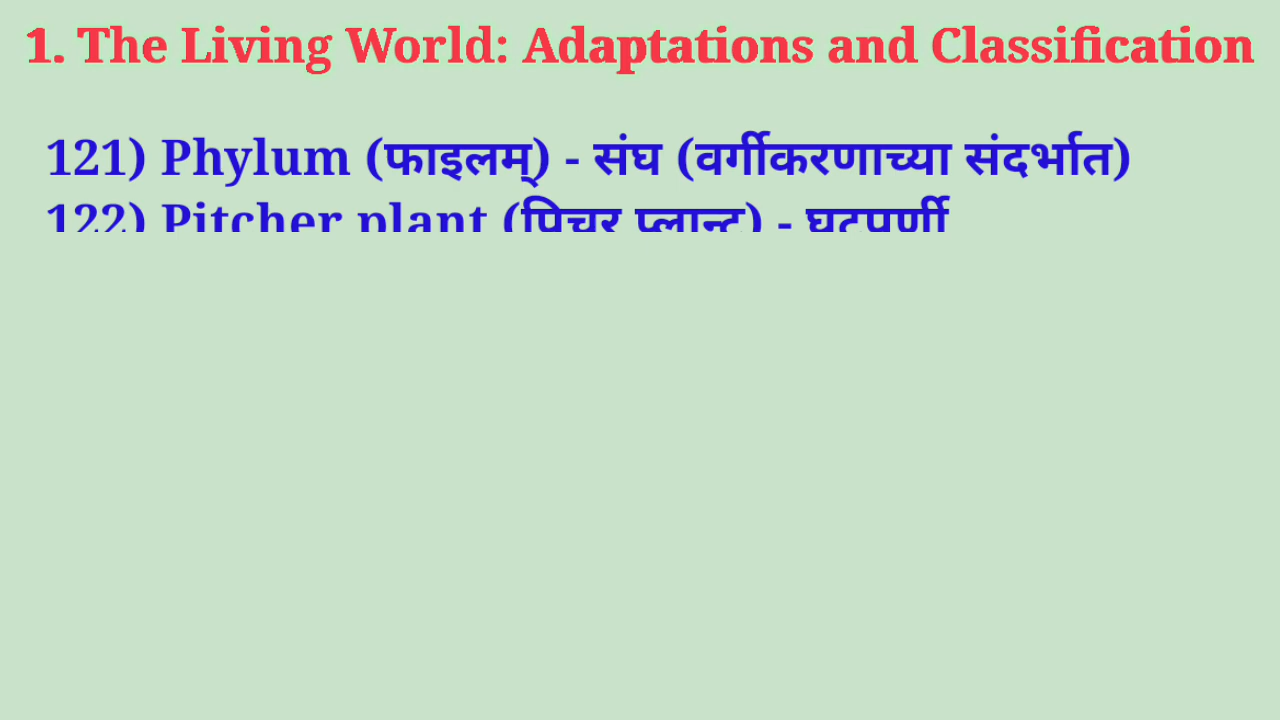 1. The Living World: Adaptations and Classification
121) Phylum (फाइलम्) - संघ (वर्गीकरणाच्या संदर्भात)
122) Pitcher plant (पिचर प्लान्ट) - घटपर्णी